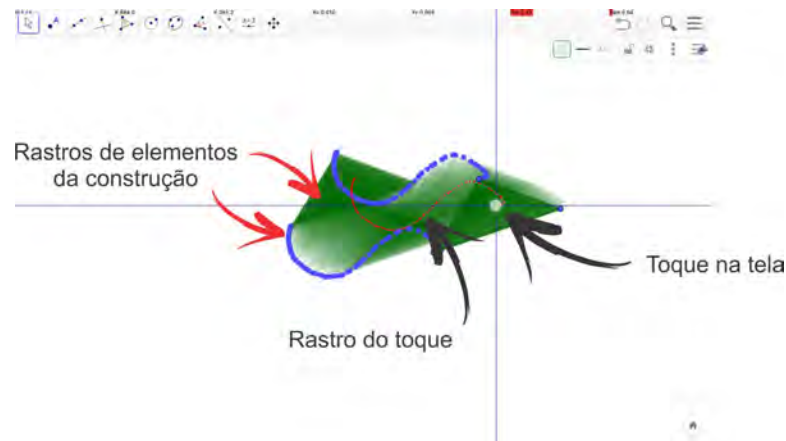 Rastros de elementos
da construção
Toque na tela
Rastro do toque